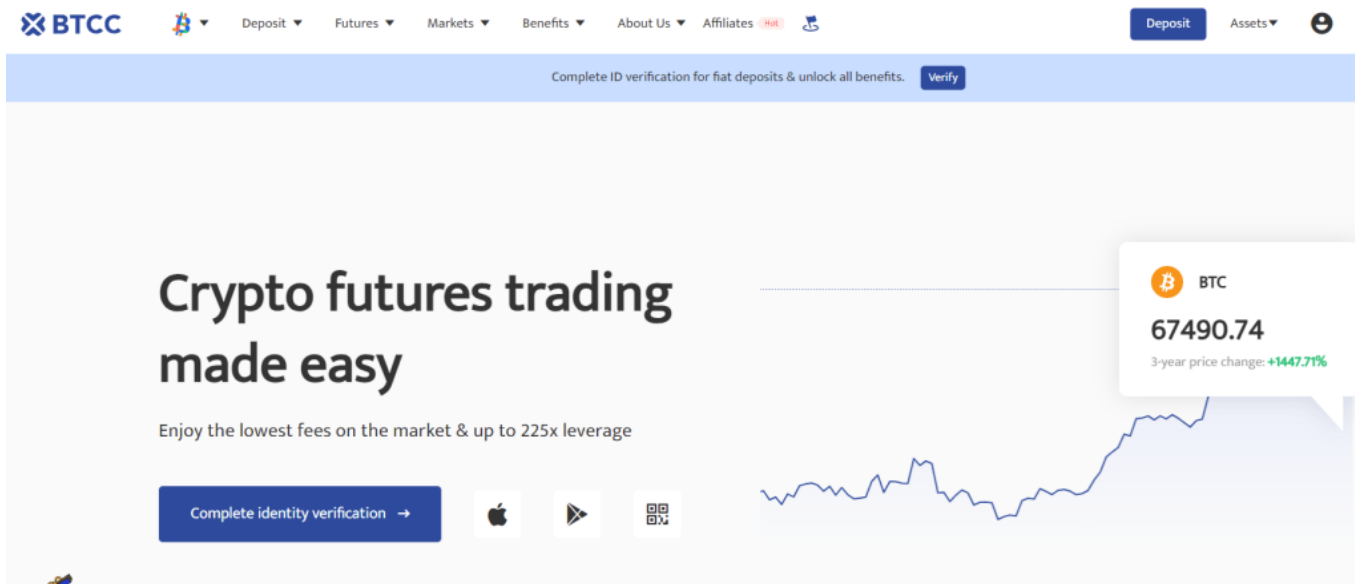 BTCC
Deposit Futures Markets Benefits About Us Affiliates Hot Deposit Assets
Complete ID verification for fiat deposits & unlock all benefits. Verify
Crypto futures trading
made easy
Enjoy the lowest fees on the market & up to 225x leverage
Complete identity verification →
BTC
67490.74
3-year price change: +1447.71%